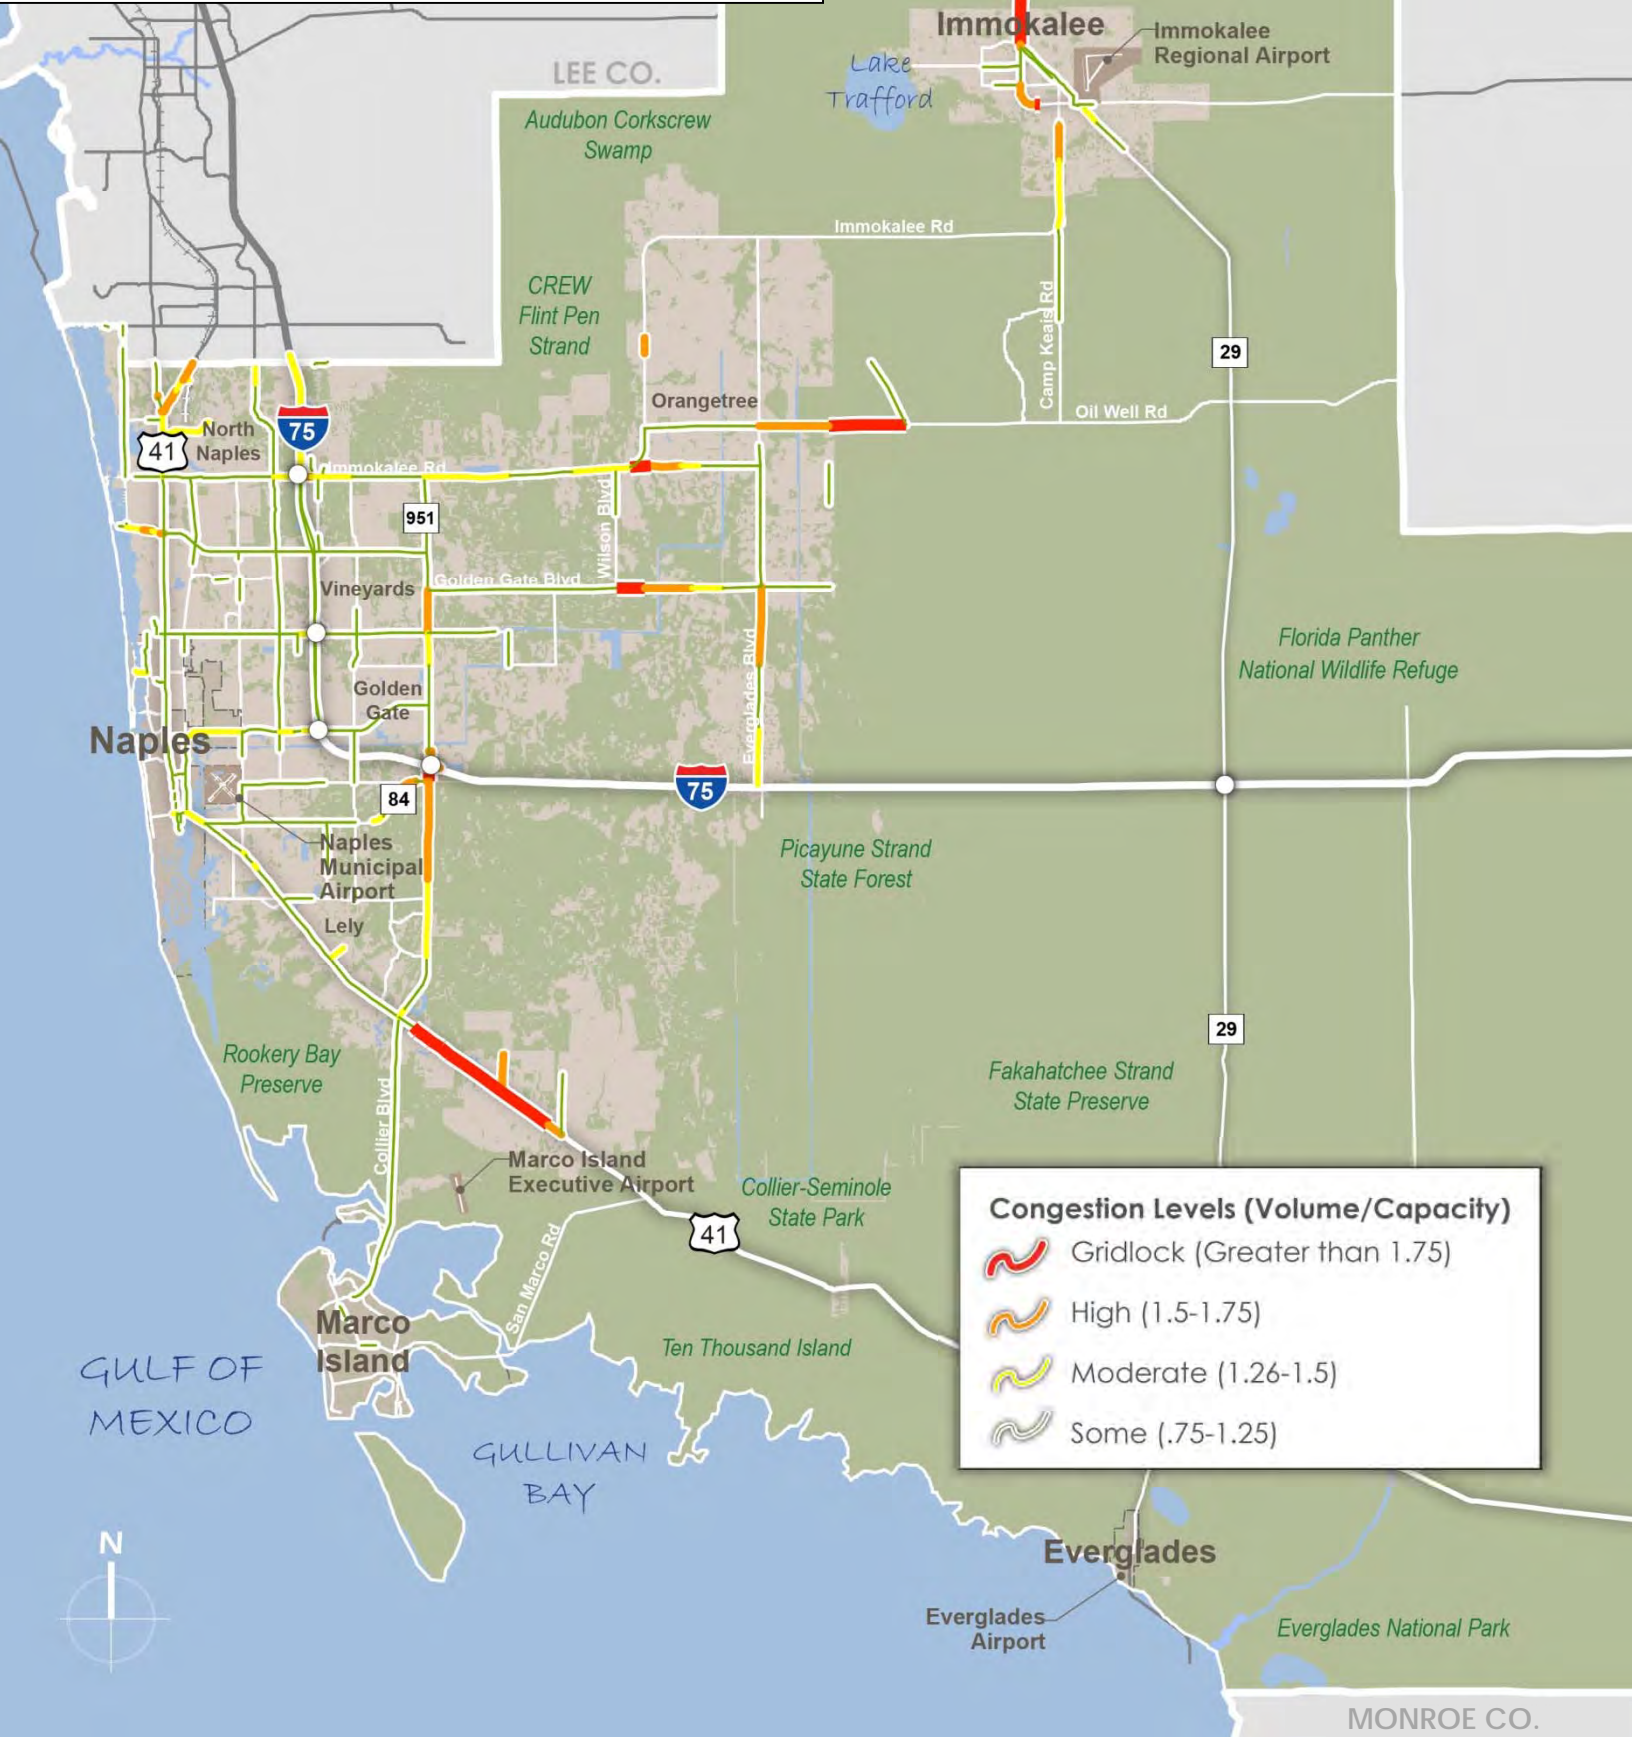 Immokalee
Immokalee
Regional Airport
LEE CO.
Lake
Trafford
Audubon Corkscrew
Swamp
Immokalee Rd
CREW
Flint Pen
Strand
Camp Keais Rd
29
Orangetree
Oil Well Rd
North
Naples
75
41
Immokalee Rd
951
Wilson Blvd
Vineyards
Golden Gate Blvd
Everglades Blvd
Florida Panther
National Wildlife Refuge
Golden
Gate
Naples
75
84
Naples
Municipal
Airport
Picayune Strand
State Forest
Lely
29
Rookery Bay
Preserve
Fakahatchee Strand
State Preserve
Collier Blvd
Marco Island
Executive Airport
Collier-Seminole
State Park
41
San Marco Rd
Congestion Levels (Volume/Capacity)
Gridlock (Greater than 1.75)
High (1.5-1.75)
Moderate (1.26-1.5)
Some (.75-1.25)
Marco
Island
Ten Thousand Island
GULF OF
MEXICO
GULLIVAN
BAY
N
Everglades
Everglades
Airport
Everglades National Park
MONROE CO.